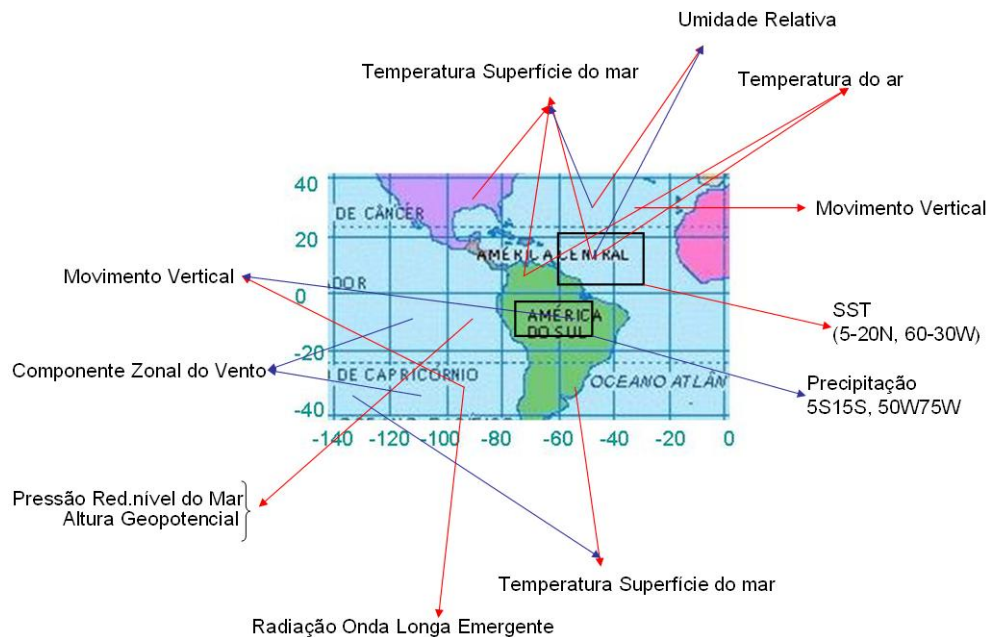 Umidade Relativa
Temperatura Superfície do mar
Temperatura do ar
40
DE CÂNCER
Movimento Vertical
20
AMÉRICA CENTRAL
Movimento Vertical
DOR
0
AMÉRICA
DO SUL
SST
(5-20N, 60-30W)
-20
Componente Zonal do Vento
DE CAPRICÓRNIO
OCEANO ATLÂN
Precipitação
5S15S, 50W75W
-40
-140 -120 -100 -80 -60 -40 -20 0
Pressão Red.nível do Mar
Altura Geopotencial
Temperatura Superfície do mar
Radiação Onda Longa Emergente